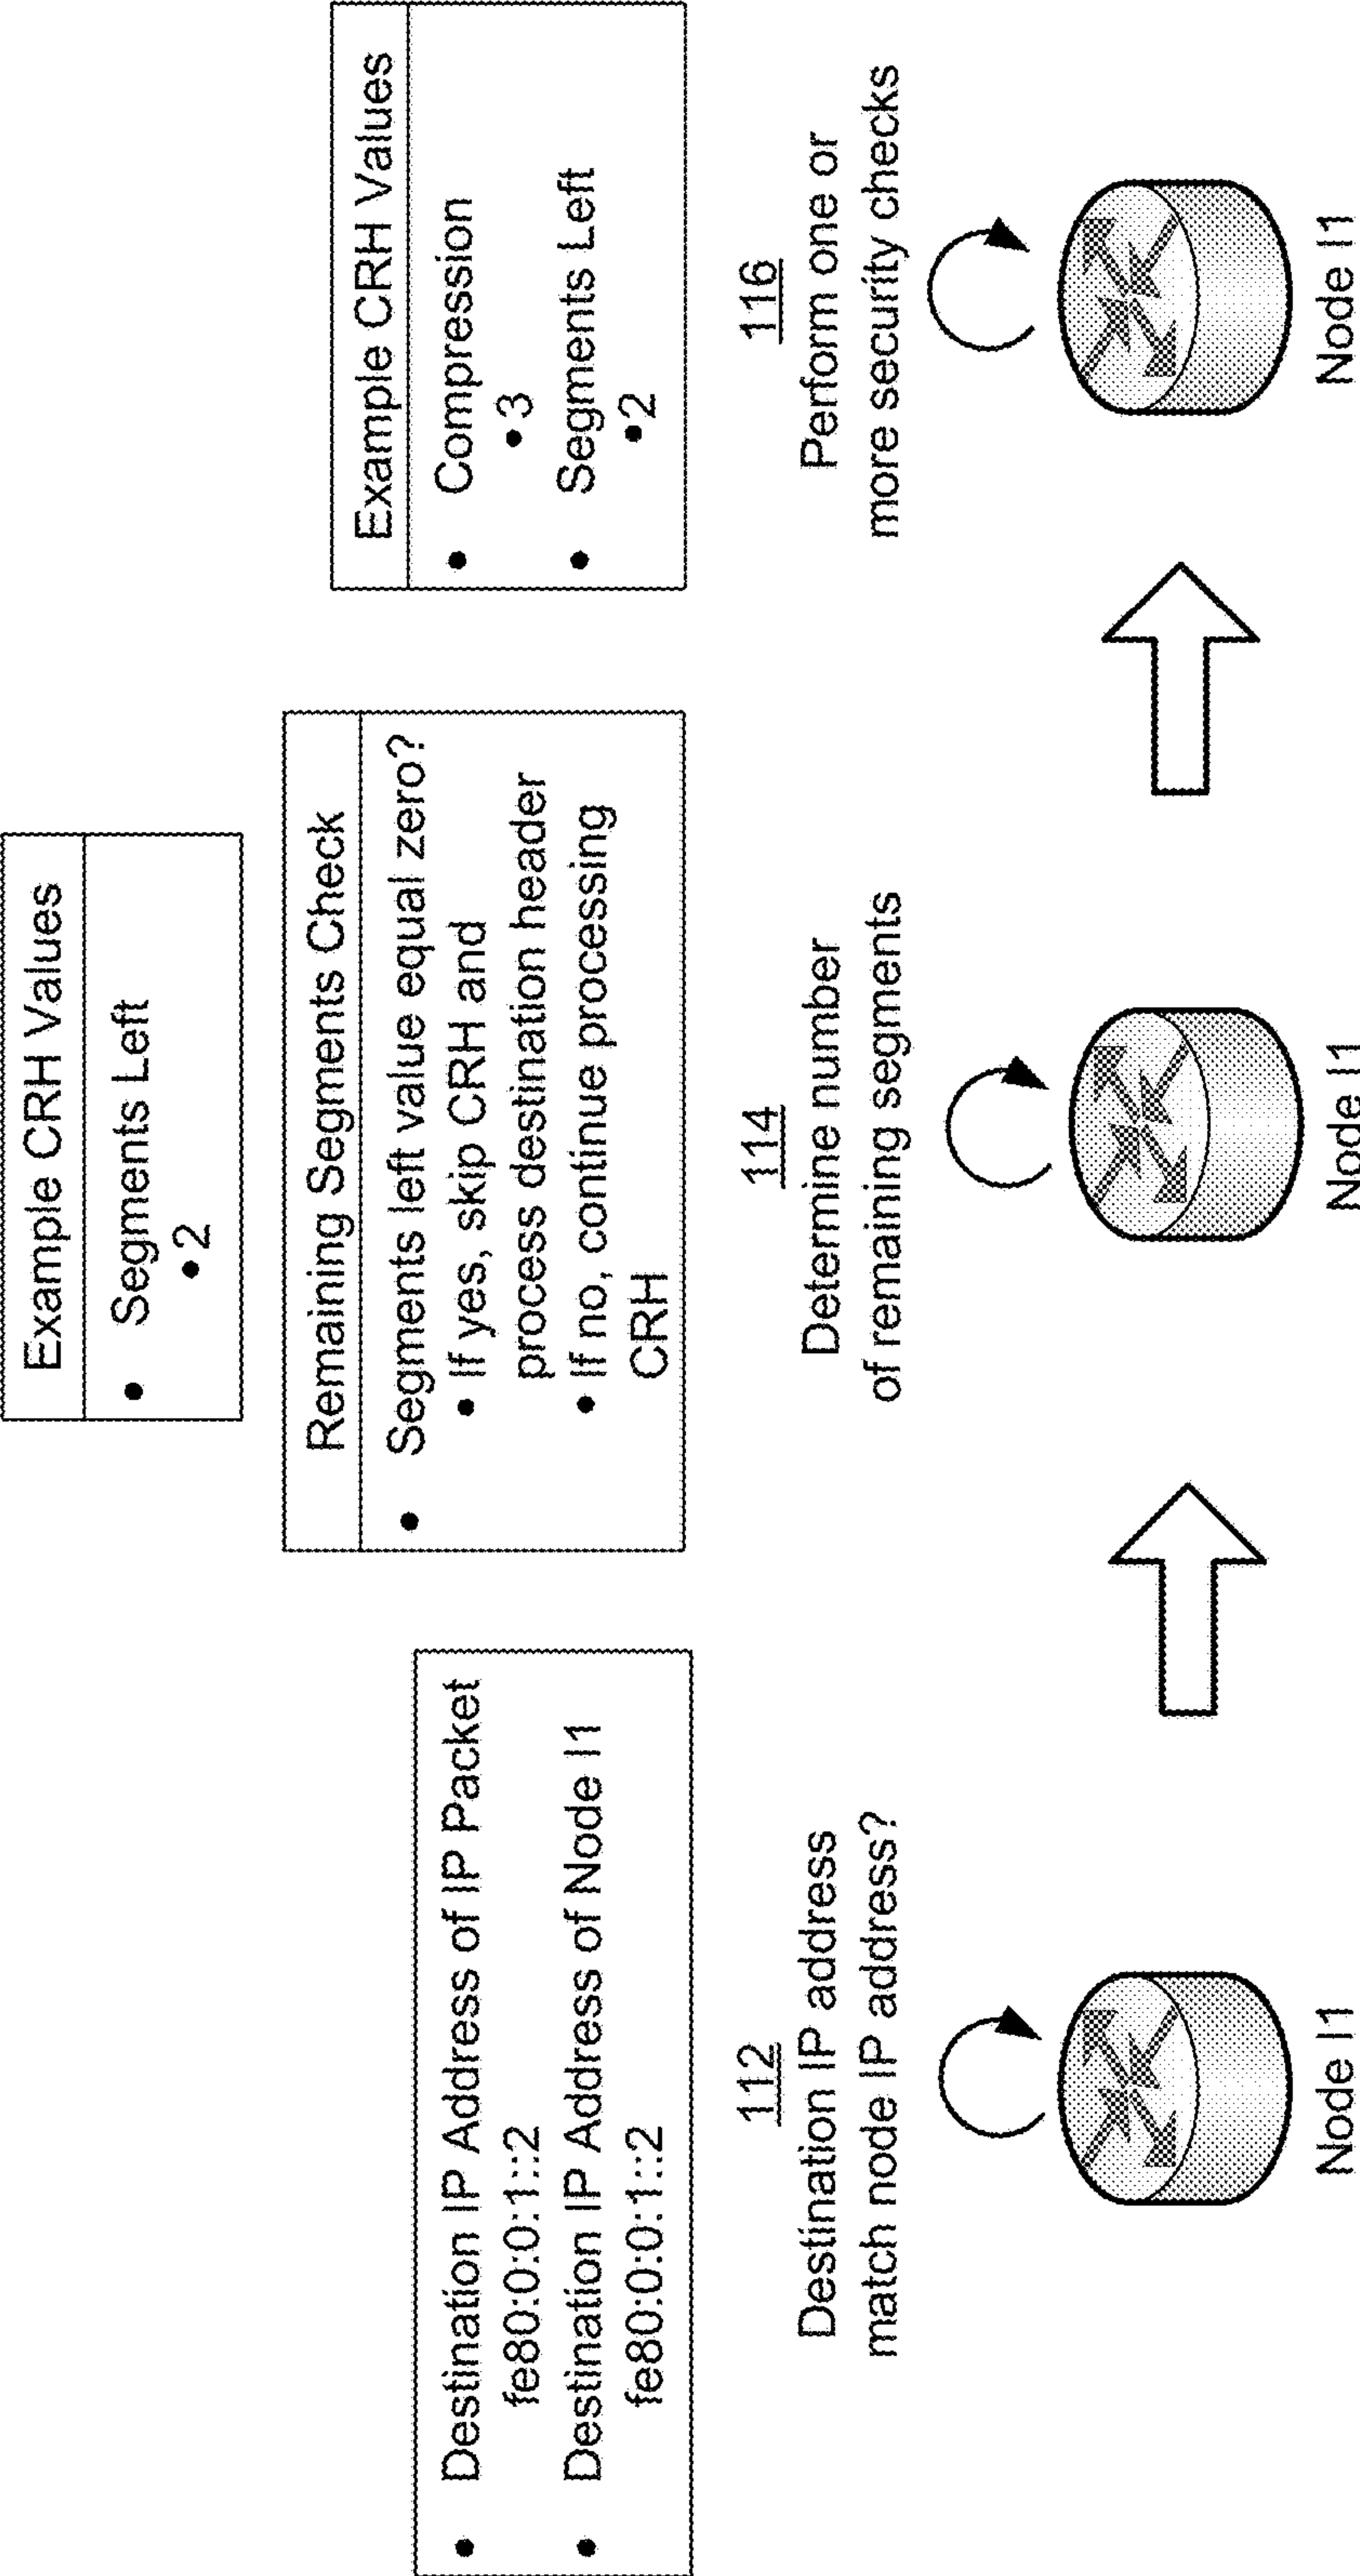 Destination IP Address of IP Packet
fe80:0:0:1::2
Destination IP Address of Node I1
fe80:0:0:1::2
112
Destination IP address
match node IP address?
Node I1
Example CRH Values
Segments Left
2
Remaining Segments Check
Segments left value equal zero?
If yes, skip CRH and
process destination header
If no, continue processing
CRH
114
Determine number
of remaining segments
Node I1
Example CRH Values
Compression
3
Segments Left
2
116
Perform one or
more security checks
Node I1